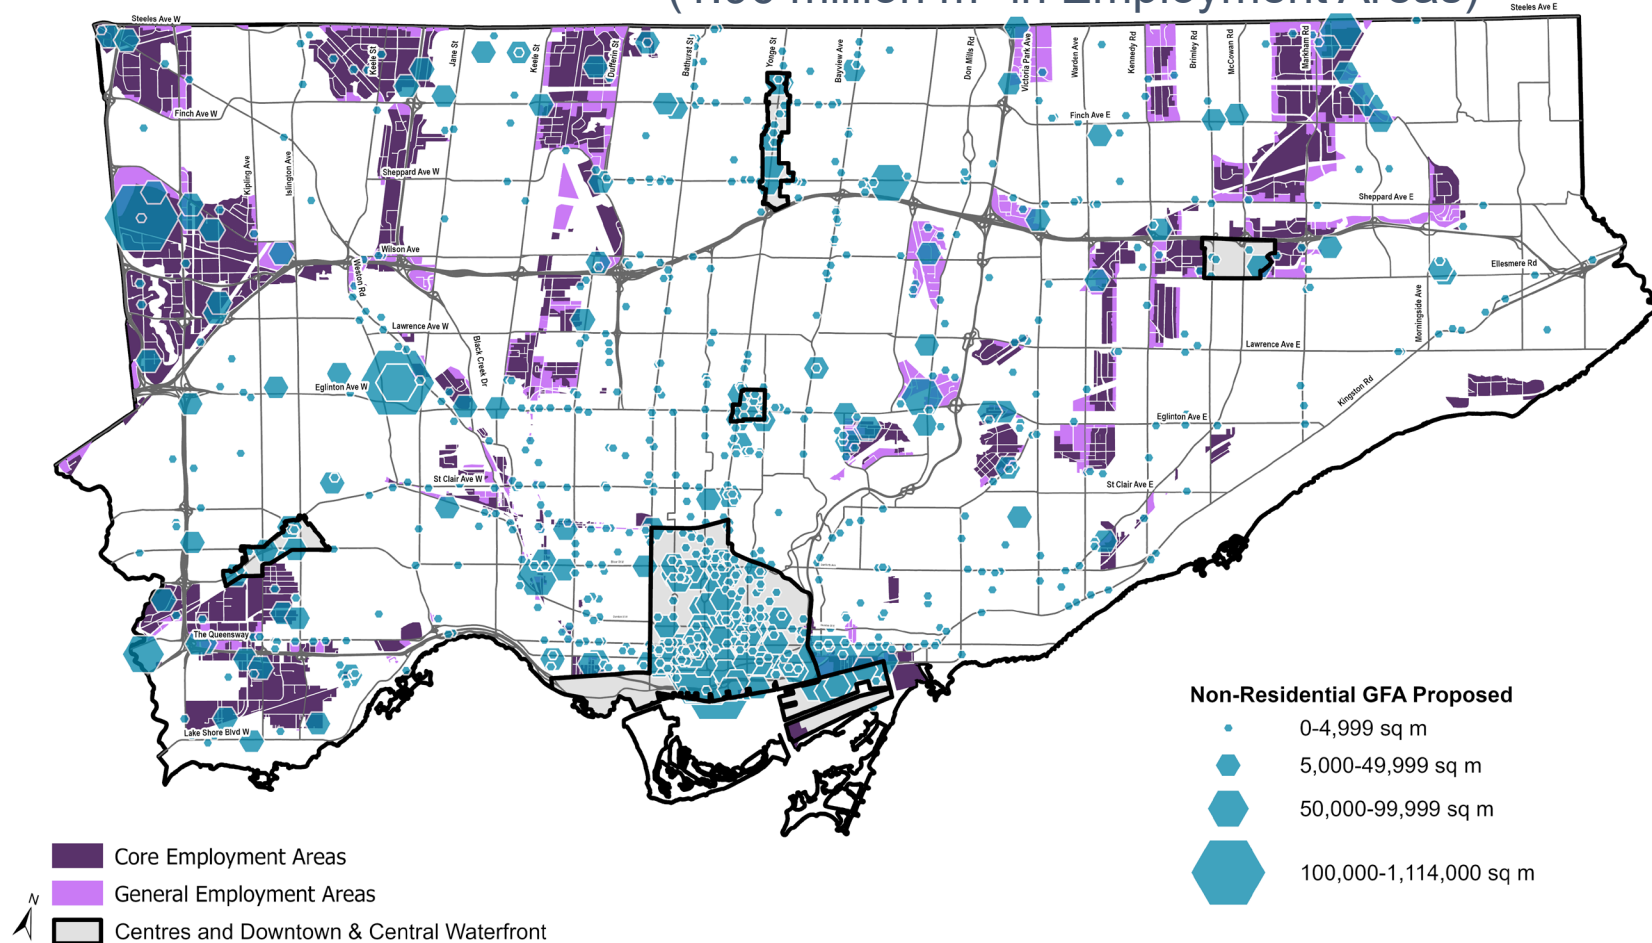 Steeles Ave E
Steeles Ave W
Keele St
Jane St
Keele St
Dufferin St
Bathurst St
Yonge St
Bayview Ave
Don Mills Rd
Victoria Park Ave
Warden Ave
Kennedy Rd
Brimley Rd
McCowan Rd
Markham Rd
Finch Ave W
Finch Ave E
Kipling Ave
Islington Ave
Sheppard Ave W
Sheppard Ave E
Wilson Ave
Weston Rd
Ellesmere Rd
Morningside Ave
Lawrence Ave W
Black Creek Dr
Lawrence Ave E
Eglinton Ave W
Kingston Rd
Eglinton Ave E
St Clair Ave W
St Clair Ave E
The Queensway
Lake Shore Blvd W
Non-Residential GFA Proposed
0-4,999 sq m
5,000-49,999 sq m
50,000-99,999 sq m
100,000-1,114,000 sq m
Core Employment Areas
General Employment Areas
N
Centres and Downtown & Central Waterfront